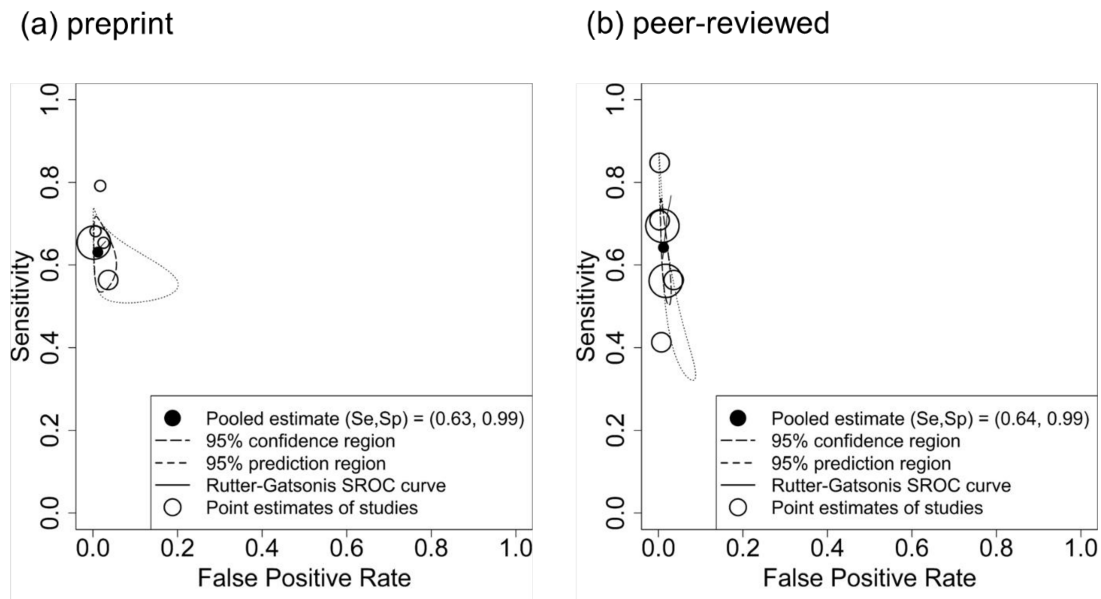 (a) preprint
(b) peer-reviewed
Sensitivity
1.0
0.8
0.6
0.4
0.2
0.0
Pooled estimate (Se,Sp) = (0.63, 0.99)
95% confidence region
95% prediction region
Rutter-Gatsonis SROC curve
Point estimates of studies
0.0 0.2 0.4 0.6 0.8 1.0
False Positive Rate
Sensitivity
1.0
0.8
0.6
0.4
0.2
0.0
Pooled estimate (Se,Sp) = (0.64, 0.99)
95% confidence region
95% prediction region
Rutter-Gatsonis SROC curve
Point estimates of studies
0.0 0.2 0.4 0.6 0.8 1.0
False Positive Rate